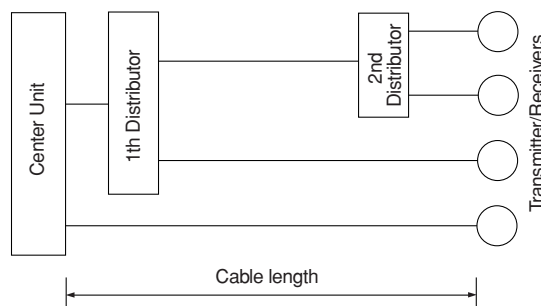 Center Unit
1th Distributor
2nd
Distributor
Transmitter/Receivers
Cable length